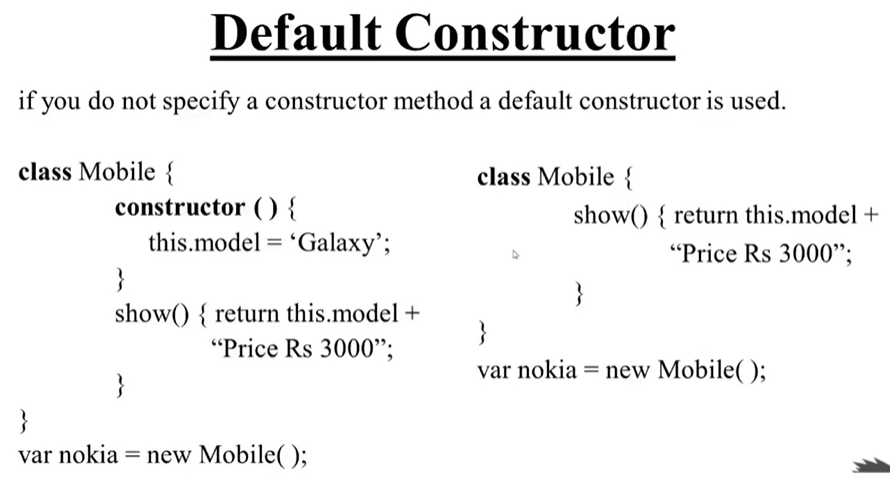 Default Constructor
if you do not specify a constructor method a default constructor is used.
class Mobile {
constructor ( ) {
this.model = ‘Galaxy’;
}
show() { return this.model +
“Price Rs 3000”;
}
}
var nokia = new Mobile( );
class Mobile {
show() { return this.model +
“Price Rs 3000”;
}
}
var nokia = new Mobile( );